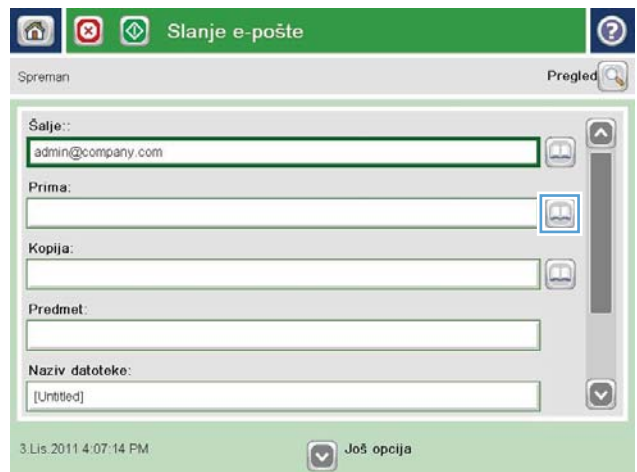 Slanje e-pošte
Spreman Pregled
Šalje::
admin@company.com
Prima:
Kopija:
Predmet:
Naziv datoteke:
[Untitled]
3.Lis.2011 4:07:14 PM Još opcija